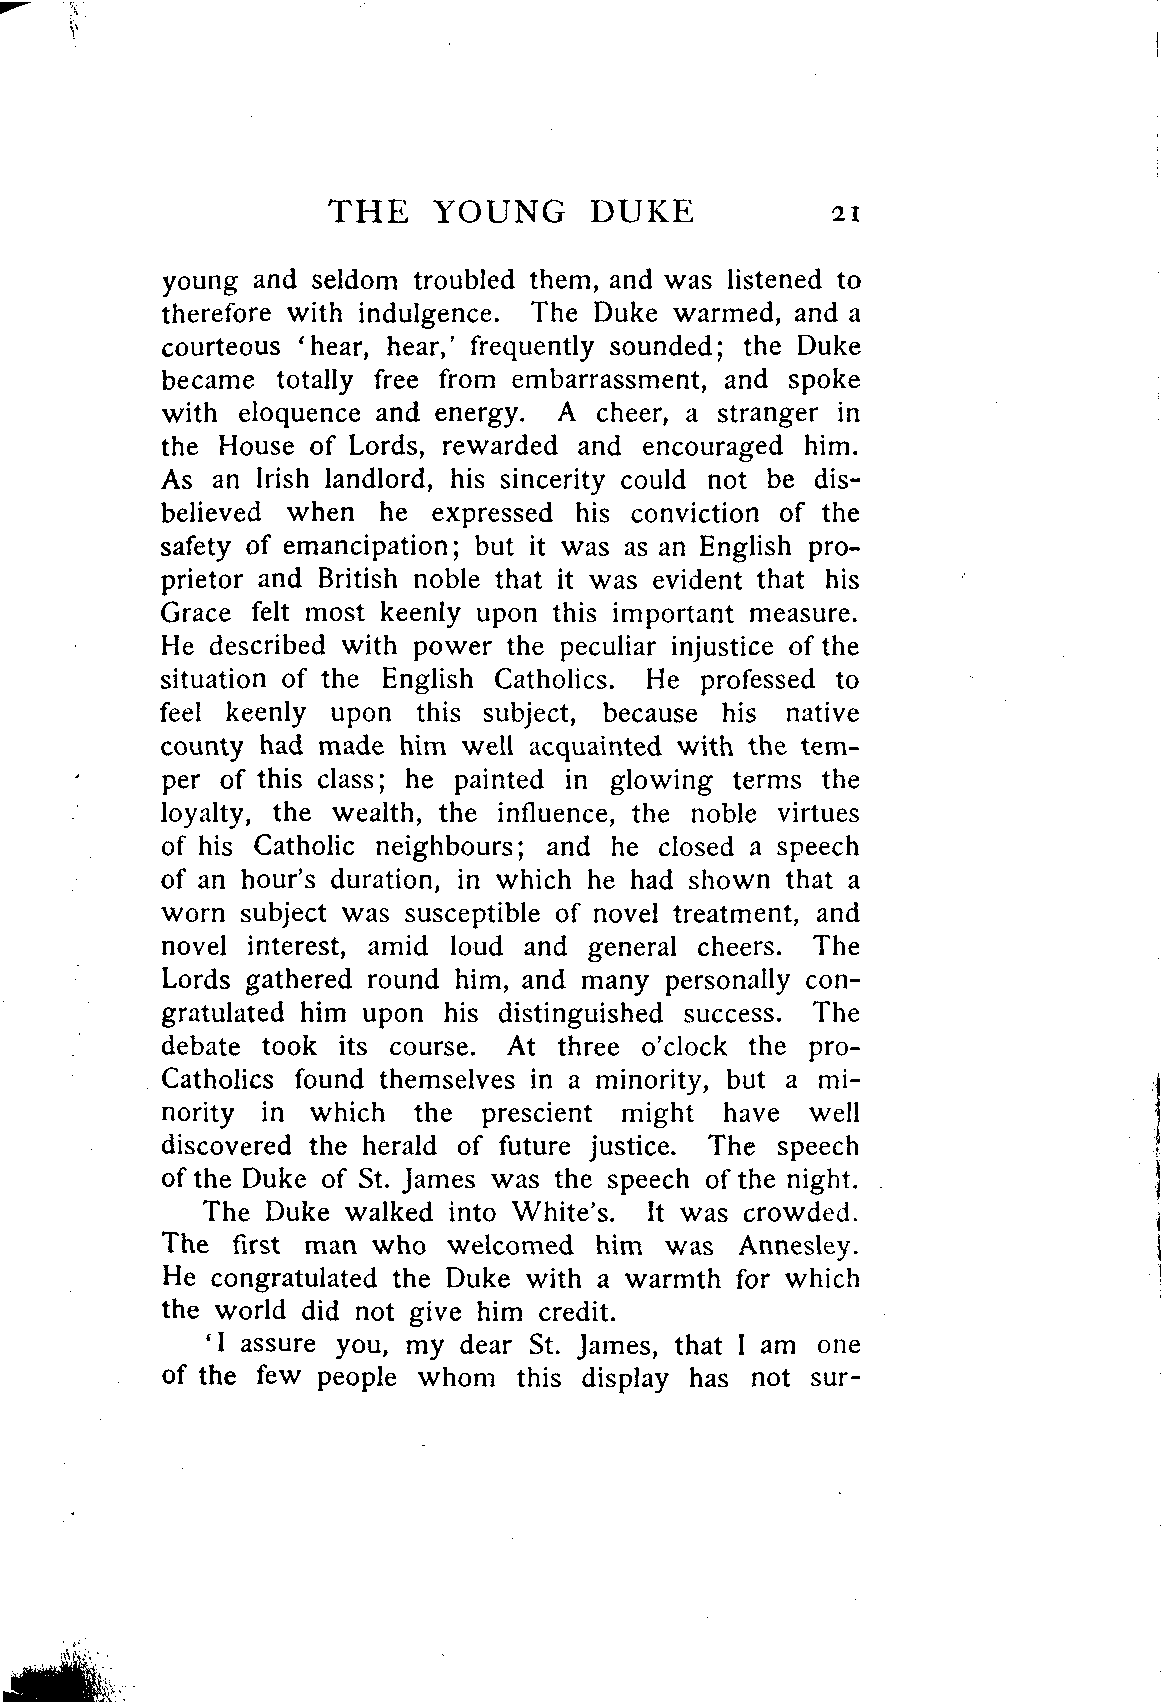 THE YOUNG DUKE 21
young and seldom troubled them, and was listened to
therefore with indulgence. The Duke warmed, and a
courteous ‘hear, hear,’ frequently sounded; the Duke
became totally free from embarrassment, and spoke
with eloquence and energy. A cheer, a stranger in
the House of Lords, rewarded and encouraged him.
As an Irish landlord, his sincerity could not be dis-
believed when he expressed his conviction of the
safety of emancipation; but it was as an English pro-
prietor and British noble that it was evident that his
Grace felt most keenly upon this important measure.
He described with power the peculiar injustice of the
situation of the English Catholics. He professed to
feel keenly upon this subject, because his native
county had made him well acquainted with the tem-
per of this class; he painted in glowing terms the
loyalty, the wealth, the influence, the noble virtues
of his Catholic neighbours; and he closed a speech
of an hour's duration, in which he had shown that a
worn subject was susceptible of novel treatment, and
novel interest, amid loud and general cheers. The
Lords gathered round him, and many personally con-
gratulated him upon his distinguished success. The
debate took its course. At three o'clock the pro-
Catholics found themselves in a minority, but a mi-
nority in which the prescient might have well
discovered the herald of future justice. The speech
of the Duke of St. James was the speech of the night.
The Duke walked into White's. It was crowded.
The first man who welcomed him was Annesley.
He congratulated the Duke with a warmth for which
the world did not give him credit.
‘I assure you, my dear St. James, that I am one
of the few people whom this display has not sur-